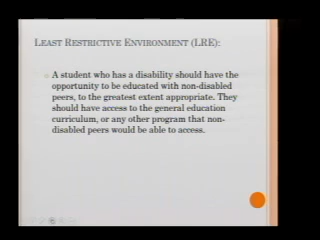 LEAST RESTRICTIVE ENVIRONMENT (LRE):
A student who has a disability should have the
opportunity to be educated with non-disabled
peers, to the greatest extent appropriate. They
should have access to the general education
curriculum, or any other program that non-
disabled peers would be able to access.